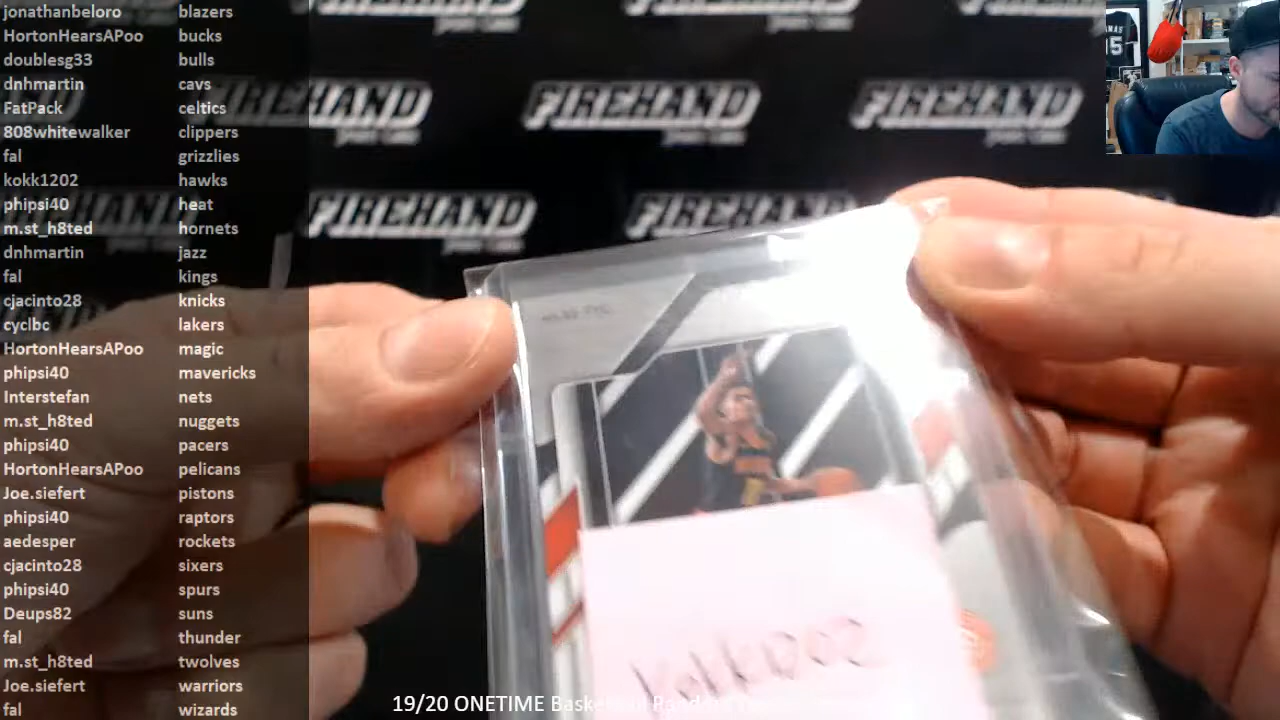 jonathanbeloro blazers
HortonHearsAPoo bucks
doublesg33 bulls
dnhmartin cavs
FatPack celtics
808whitewalker clippers
fal grizzlies
kokk1202 hawks
phipsi40 heat
m.st_h8ted hornets
dnhmartin jazz
fal kings
cjacinto28 knicks
cyclbc lakers
HortonHearsAPoo magic
phipsi40 mavericks
Interstefan nets
m.st_h8ted nuggets
phipsi40 pacers
HortonHearsAPoo pelicans
Joe.siefert pistons
phipsi40 raptors
aedesper rockets
cjacinto28 sixers
phipsi40 spurs
Deups82 suns
fal thunder
m.st_h8ted twolves
Joe.siefert warriors
fal wizards
FIREHAND
FIREHAND
FIREHAND
FIREHAND
FIREHAND
kokk1202
19/20 ONETIME